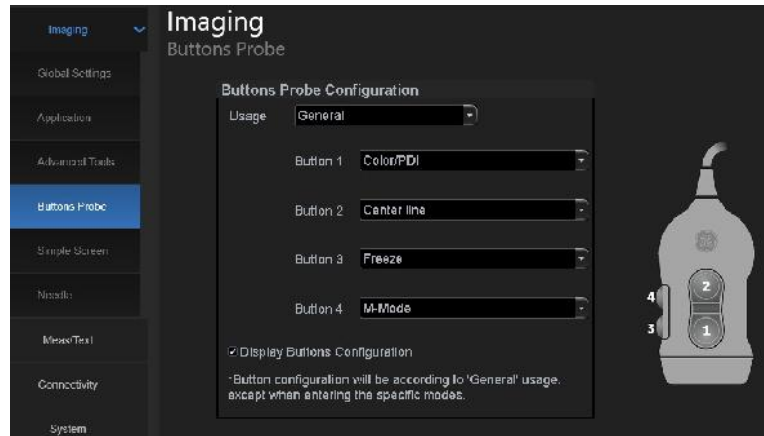 Imaging
Global Settings
Application
Advanced Tools
Buttons Probe
Simple Screen
Needle
Meas/Text
Connectivity
System
Imaging
Buttons Probe
Buttons Probe Configuration
Usage General
Button 1 Color/PDI
Button 2 Center line
Button 3 Freeze
Button 4 M-Mode
Display Buttons Configuration
*Button configuration will be according to 'General' usage,
except when entering the specific modes.
2
4
3
1